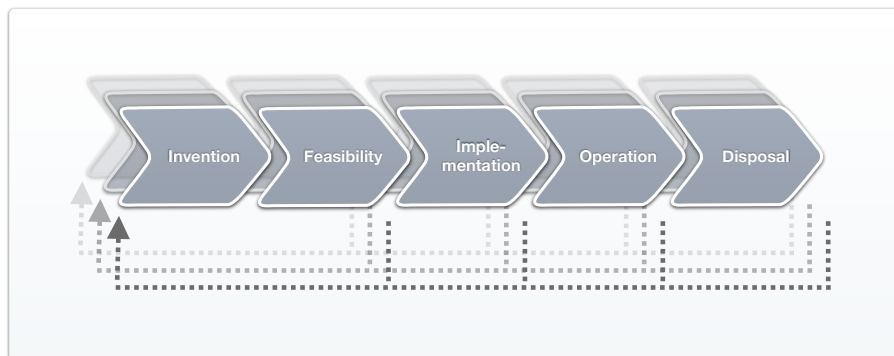 Invention
Feasibility
Imple-
mentation
Operation
Disposal